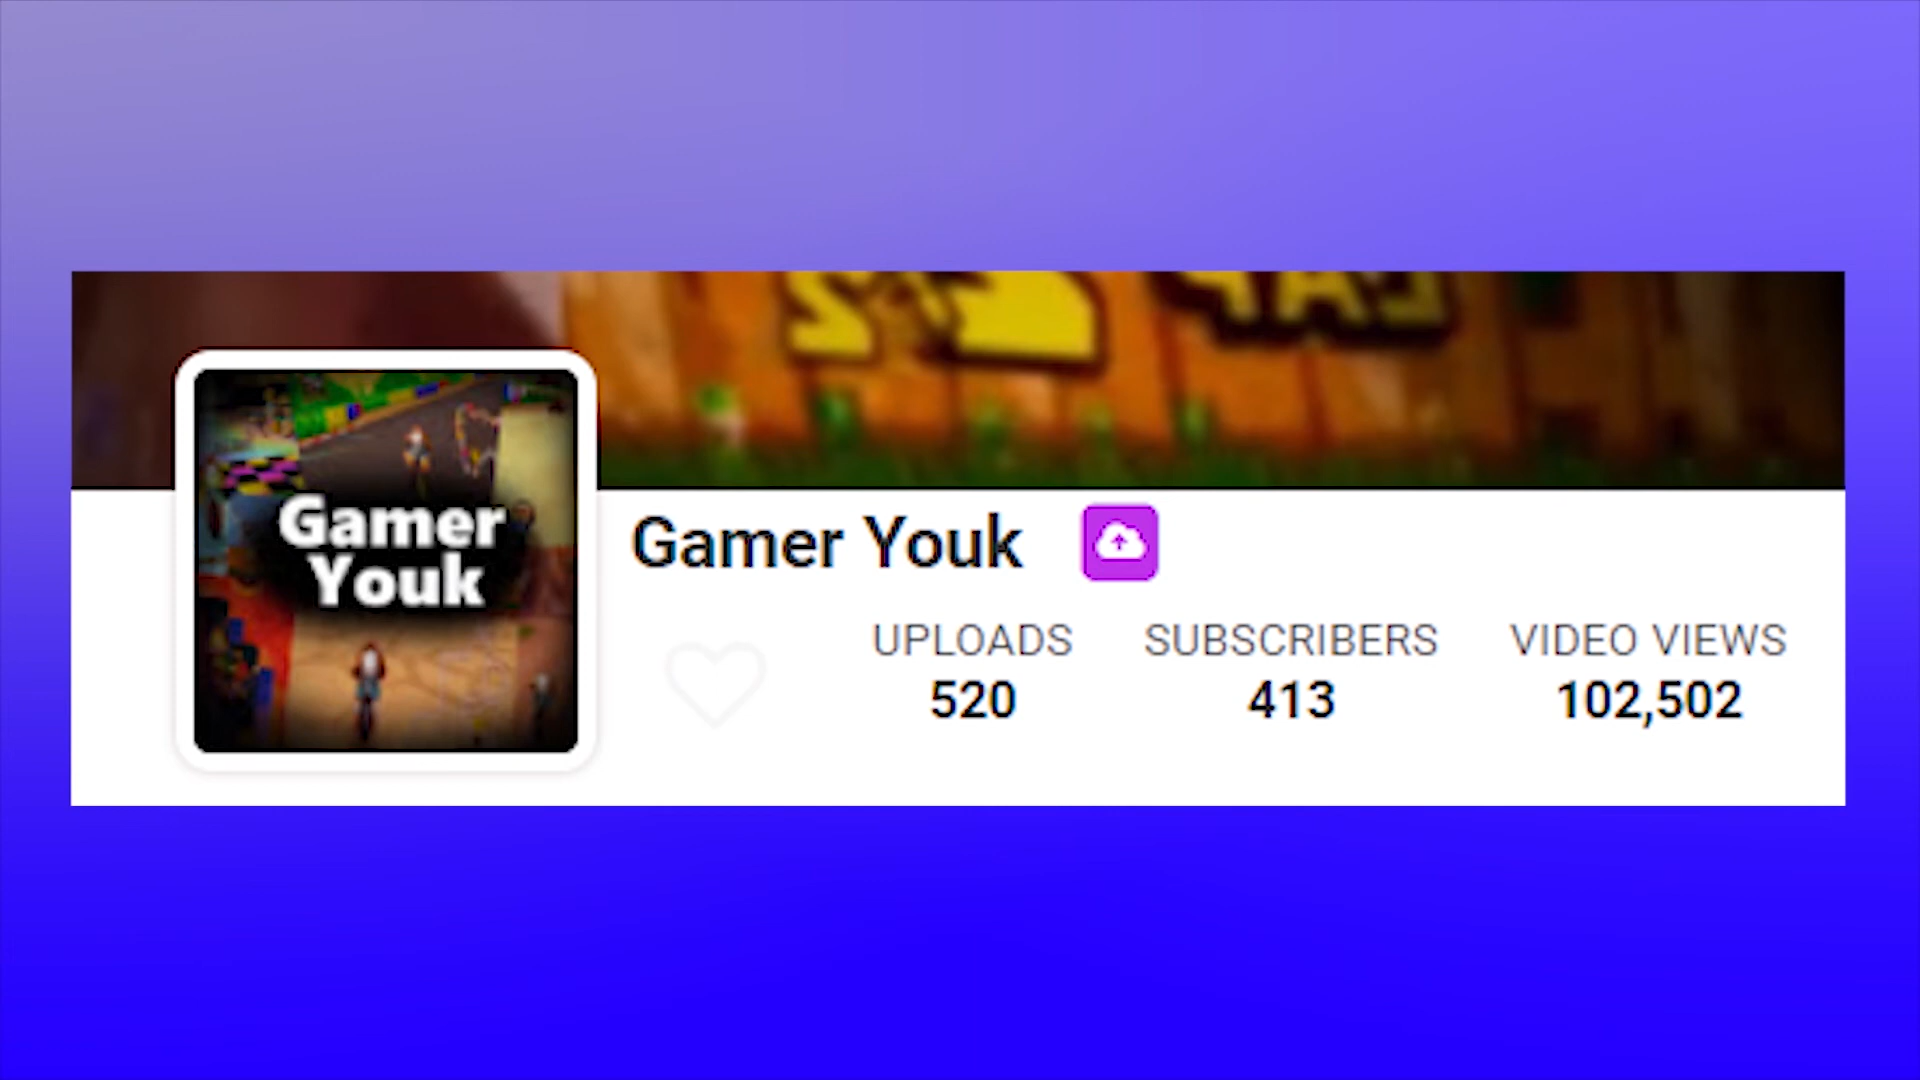 Gamer
Youk
Gamer Youk
UPLOADS SUBSCRIBERS VIDEO VIEWS
520 413 102,502